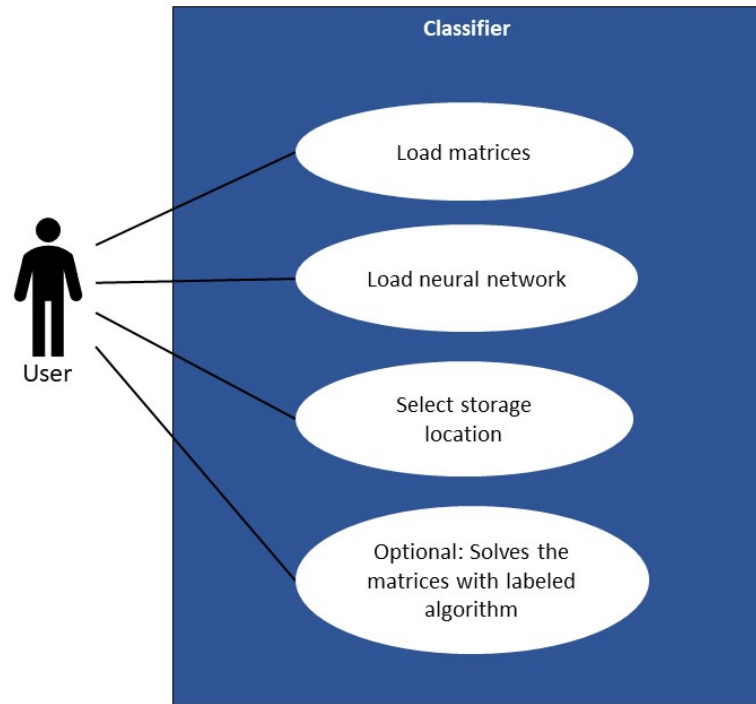 Classifier
Load matrices
Load neural network
User
Select storage
location
Optional: Solves the
matrices with labeled
algorithm